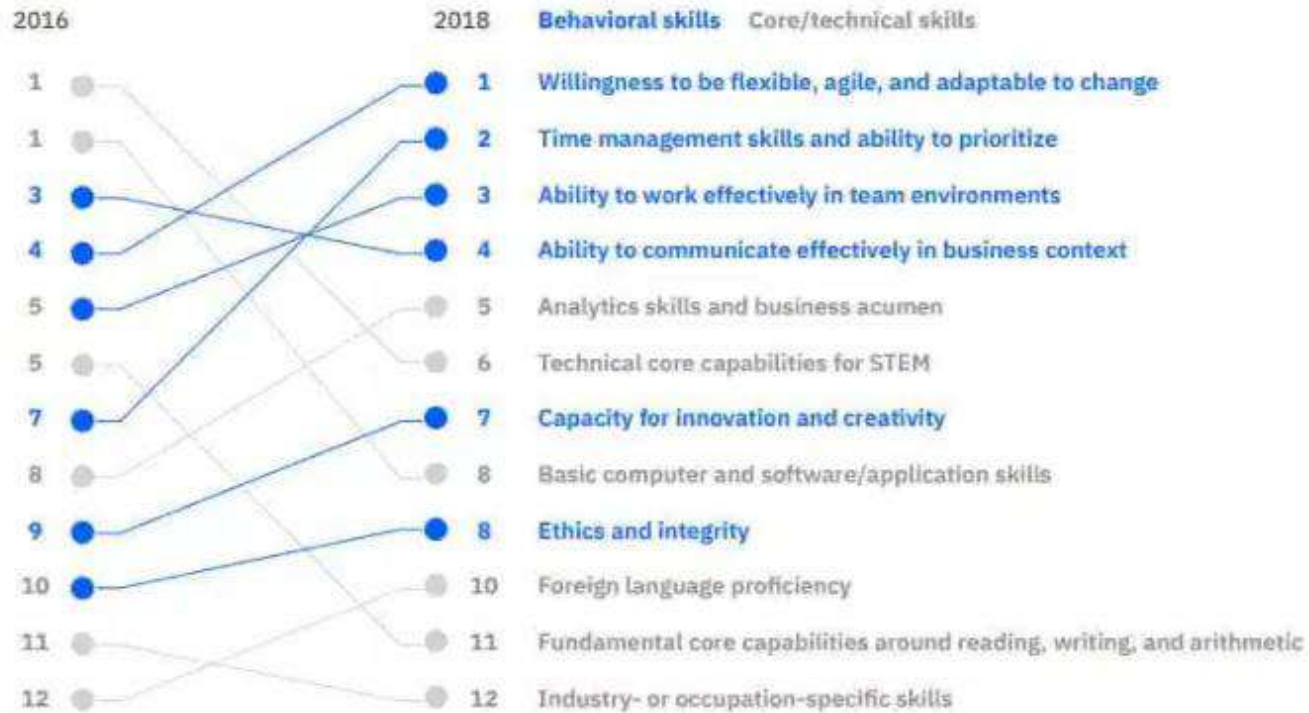 2016 2018 Behavioral skills Core/technical skills
1 1 Willingness to be flexible, agile, and adaptable to change
1 2 Time management skills and ability to prioritize
3 3 Ability to work effectively in team environments
4 4 Ability to communicate effectively in business context
5 5 Analytics skills and business acumen
5 6 Technical core capabilities for STEM
7 7 Capacity for innovation and creativity
8 8 Basic computer and software/application skills
9 8 Ethics and integrity
10 10 Foreign language proficiency
11 11 Fundamental core capabilities around reading, writing, and arithmetic
12 12 Industry- or occupation-specific skills